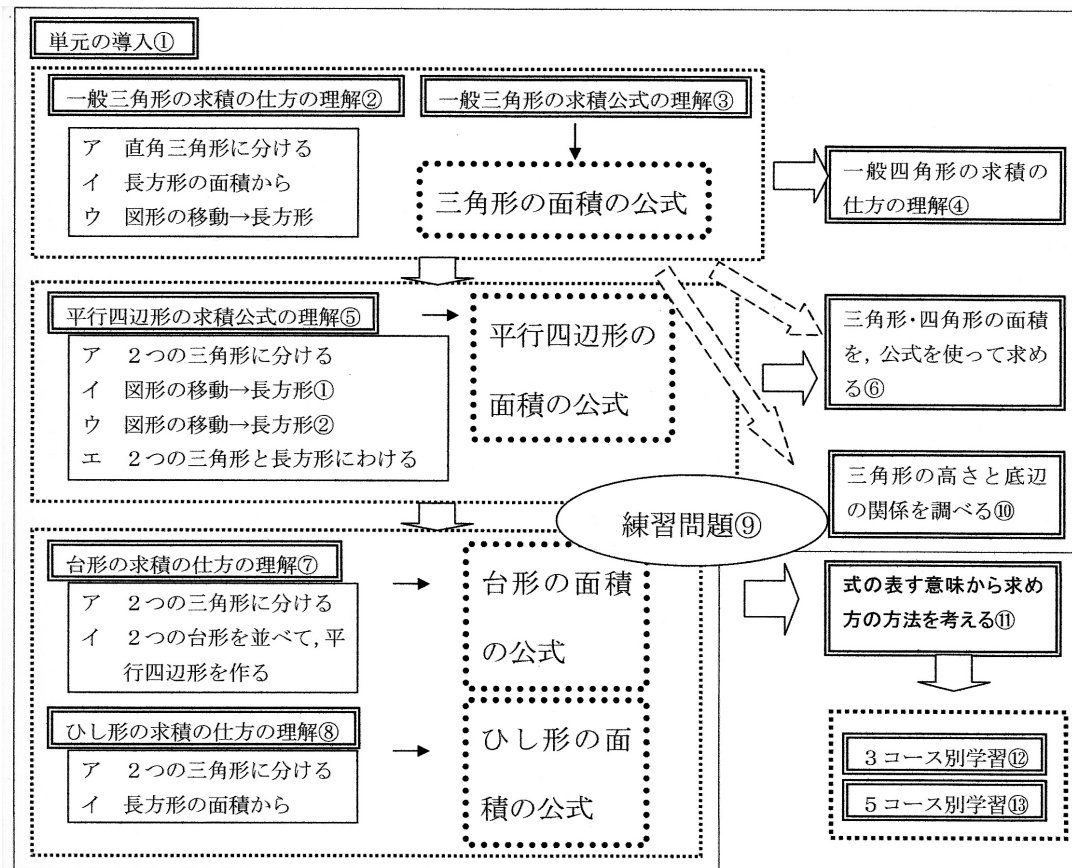 単元の導入①
一般三角形の求積の仕方の理解②
ア 直角三角形に分ける
イ 長方形の面積から
ウ 図形の移動→長方形
一般三角形の求積公式の理解③
三角形の面積の公式
一般四角形の求積の
仕方の理解④
平行四辺形の求積公式の理解⑤
ア ２つの三角形に分ける
イ 図形の移動→長方形①
ウ 図形の移動→長方形②
エ ２つの三角形と長方形にわける
平行四辺形の
面積の公式
三角形・四角形の面積
を，公式を使って求め
る⑥
三角形の高さと底辺
の関係を調べる⑩
練習問題⑨
台形の求積の仕方の理解⑦
ア ２つの三角形に分ける
イ ２つの台形を並べて，平
行四辺形を作る
台形の面積
の公式
ひし形の求積の仕方の理解⑧
ア ２つの三角形に分ける
イ 長方形の面積から
ひし形の面
積の公式
式の表す意味から求め
方の方法を考える⑪
３コース別学習⑫
５コース別学習⑬